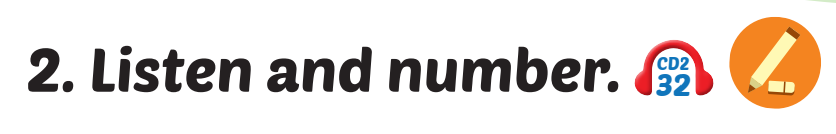 2. Listen and number.
CD2
32